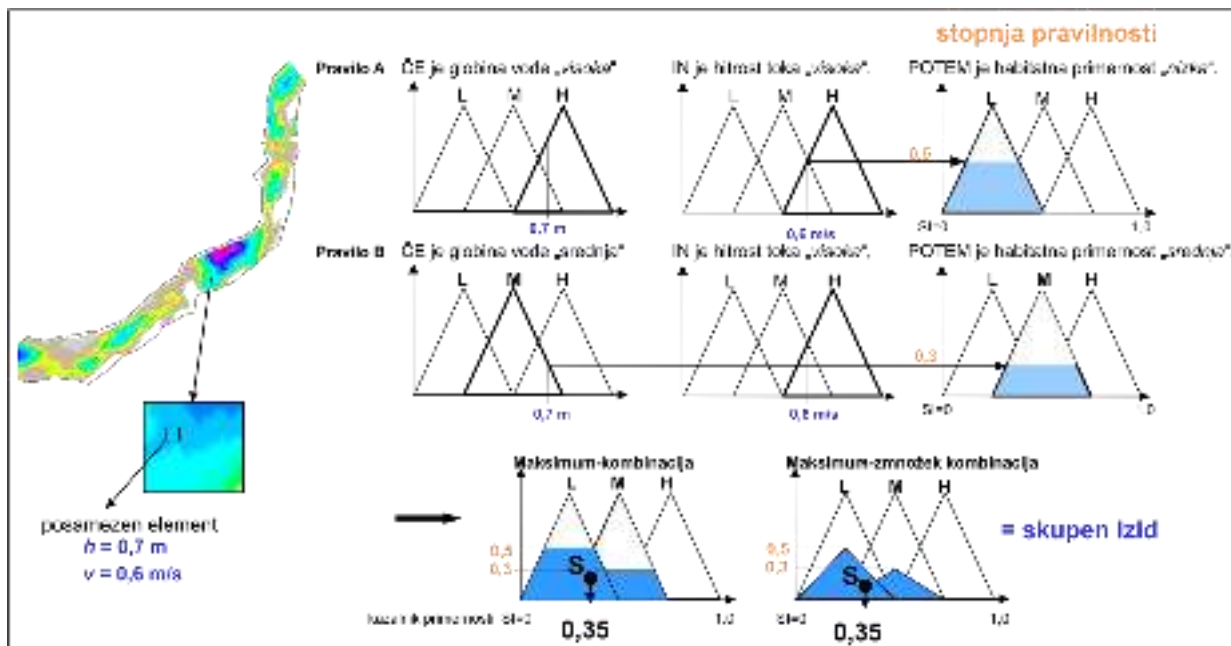 stopnja pravilnosti
Pravilo A ČE je globina vode „visoka“ IN je hitrost toka „visoka“. POTEM je habitatna primernost „nizka“.
L M H L M H L M H
0,5
0,7 m 0,6 m/s SI=0 1,0
Pravilo B ČE je globina vode „srednja“ IN je hitrost toka „visoka“. POTEM je habitatna primernost „srednja“.
L M H L M H L M H
0,3
0,7 m 0,6 m/s SI=0 1,0
Maksimum-kombinacija Maksimum-zmnožek kombinacija
L M H L M H
posamezen element
h = 0,7 m
v = 0,6 m/s
= skupen izid
0,5 0,5
0,3
S S
kazalnik primernosti SI=0 1,0 SI=0 1,0
0,35 0,35